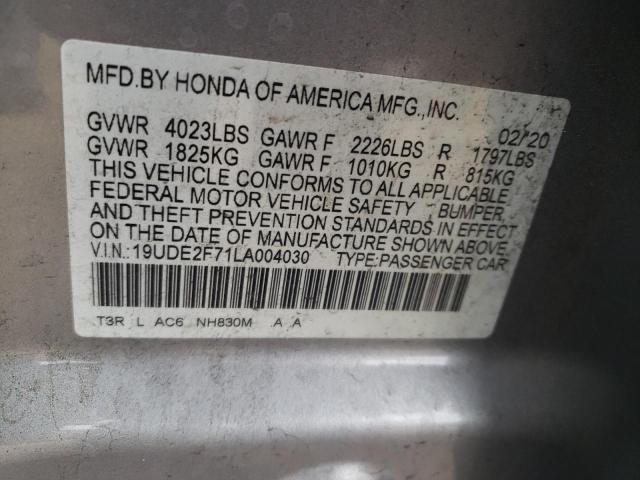 MFD.BY HONDA OF AMERICA MFG.,INC.
02/20
GVWR 4023LBS GAWR F 2226LBS R 1797LBS
GVWR 1825KG GAWR F 1010KG R 815KG
THIS VEHICLE CONFORMS TO ALL APPLICABLE
FEDERAL MOTOR VEHICLE SAFETY BUMPER,
AND THEFT PREVENTION STANDARDS IN EFFECT
ON THE DATE OF MANUFACTURE SHOWN ABOVE.
V.I.N.: 19UDE2F71LA004030 TYPE:PASSENGER CAR
T3R L AC6 NH830M A A